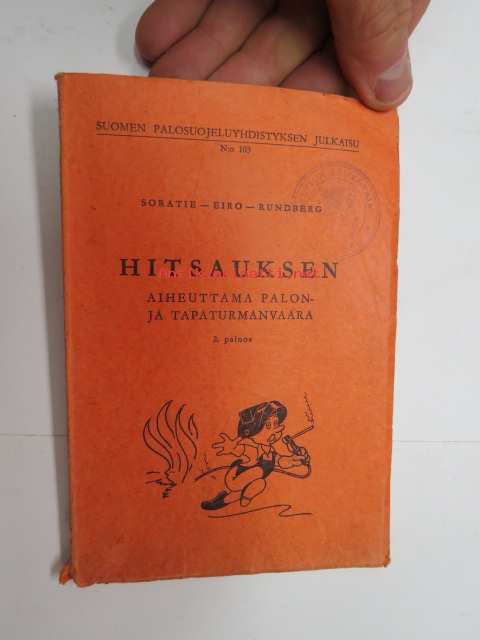 SUOMEN PALOSUOJELUYHDISTYKSEN JULKAISU
N:o 103
SORATIE — EIRO — RUNDBERG
HITSAUKSEN
AIHEUTTAMA PALON-
JA TAPATURMANVAARA
2. painos